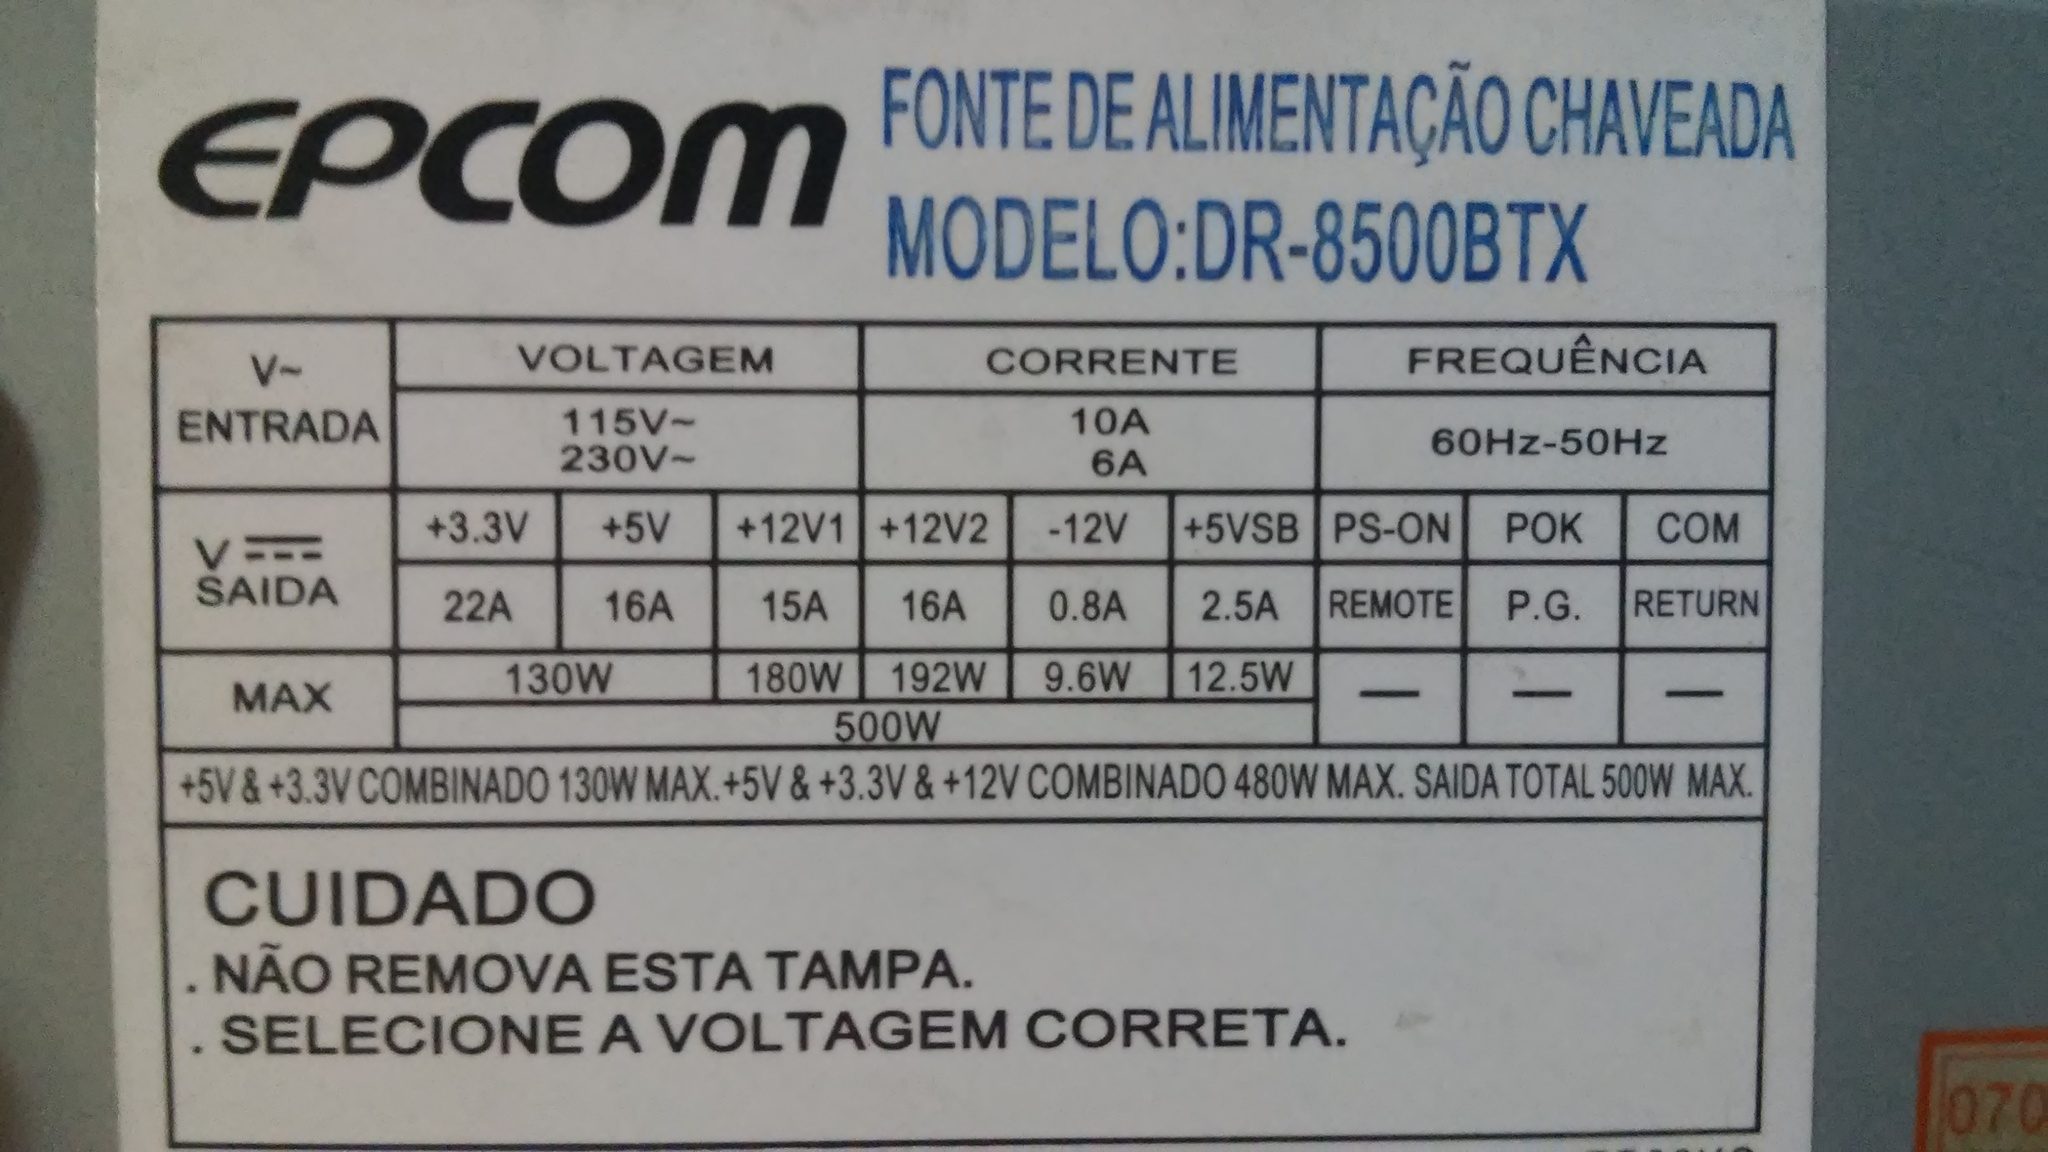 EPCOM
FONTE DE ALIMENTAÇÃO CHAVEADA
MODELO:DR-8500BTX
V~ ENTRADA VOLTAGEM CORRENTE FREQUÊNCIA
115V~ 10A 60Hz-50Hz
230V~ 6A
V SAIDA +3.3V +5V +12V1 +12V2 -12V +5VSB PS-ON POK COM
22A 16A 15A 16A 0.8A 2.5A REMOTE P.G. RETURN
MAX 130W 180W 192W 9.6W 12.5W — — —
500W
+5V & +3.3V COMBINADO 130W MAX.+5V & +3.3V & +12V COMBINADO 480W MAX. SAIDA TOTAL 500W MAX.
CUIDADO
. NÃO REMOVA ESTA TAMPA.
. SELECIONE A VOLTAGEM CORRETA.
070